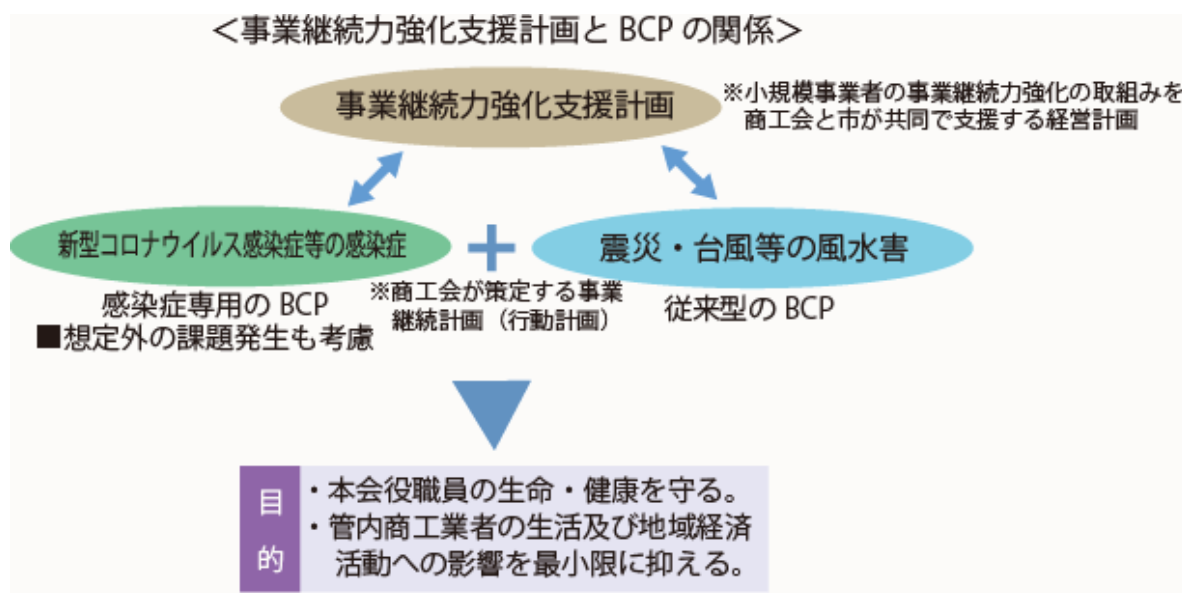 ＜事業継続力強化支援計画と BCP の関係＞
事業継続力強化支援計画
※小規模事業者の事業継続力強化の取組みを
商工会と市が共同で支援する経営計画
新型コロナウイルス感染症等の感染症
震災・台風等の風水害
感染症専用の BCP
■想定外の課題発生も考慮
※商工会が策定する事業
継続計画（行動計画）
従来型の BCP
目的
・本会役職員の生命・健康を守る。
・管内商工業者の生活及び地域経済
活動への影響を最小限に抑える。